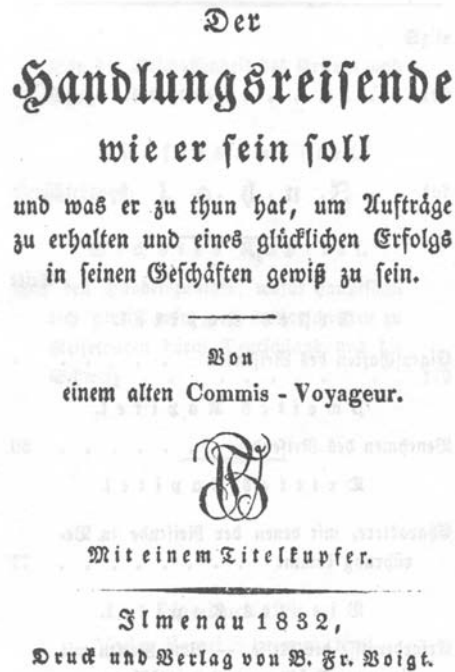 Der
Handlungsreisende
wie er sein soll
und was er zu thun hat, um Aufträge
zu erhalten und eines glücklichen Erfolgs
in seinen Geschäften gewiß zu sein.
Von
einem alten Commis - Voyageur.
Mit einem Titelkupfer.
Ilmenau 1832,
Druck und Verlag von B. Fr. Voigt.